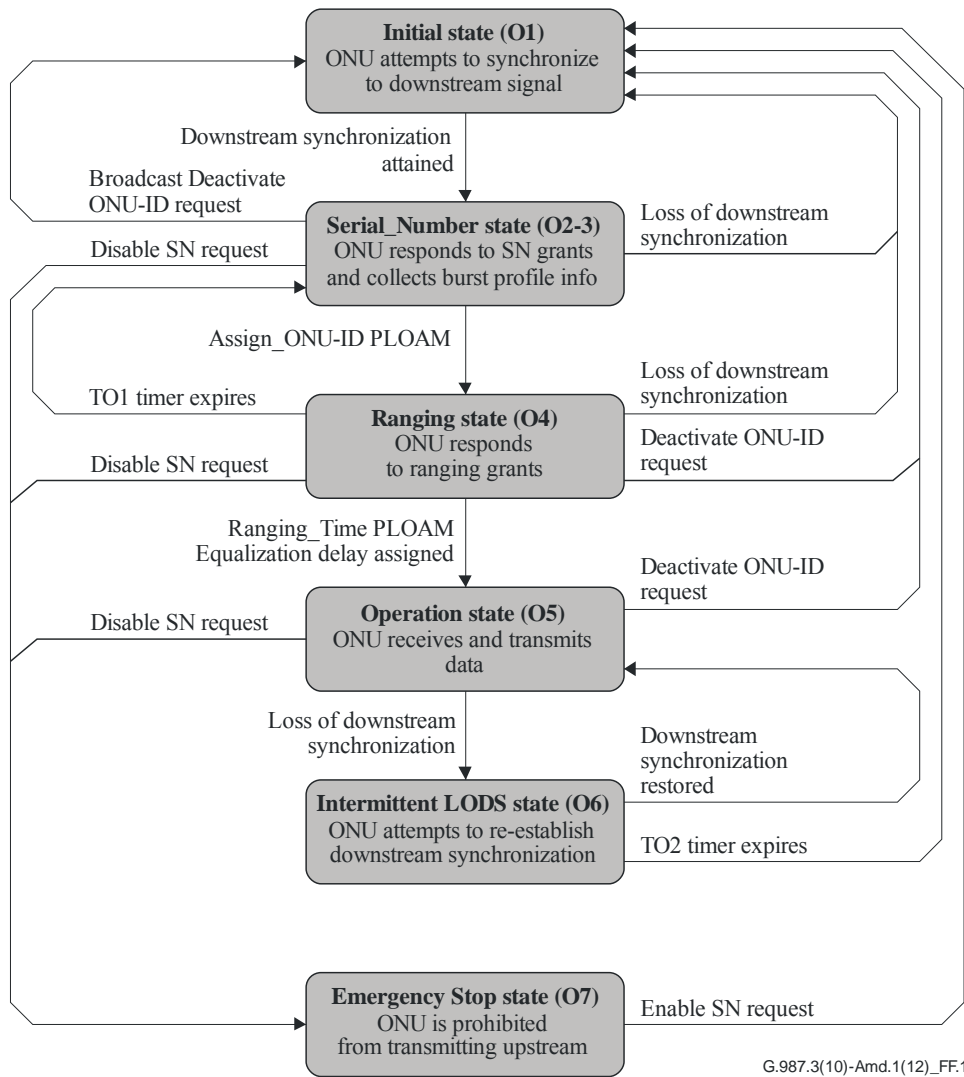 Initial state (O1)
ONU attempts to synchronize
to downstream signal
Downstream synchronization
attained
Broadcast Deactivate
ONU-ID request
Serial_Number state (O2-3)
ONU responds to SN grants
and collects burst profile info
Loss of downstream
synchronization
Disable SN request
Assign_ONU-ID PLOAM
TO1 timer expires
Loss of downstream
synchronization
Ranging state (O4)
ONU responds
to ranging grants
Deactivate ONU-ID
request
Disable SN request
Ranging_Time PLOAM
Equalization delay assigned
Deactivate ONU-ID
request
Operation state (O5)
ONU receives and transmits
data
Disable SN request
Loss of downstream
synchronization
Downstream
synchronization
restored
Intermittent LODS state (O6)
ONU attempts to re-establish
downstream synchronization
TO2 timer expires
Emergency Stop state (O7)
ONU is prohibited
from transmitting upstream
Enable SN request
G.987.3(10)-Amd.1(12)_FF.1